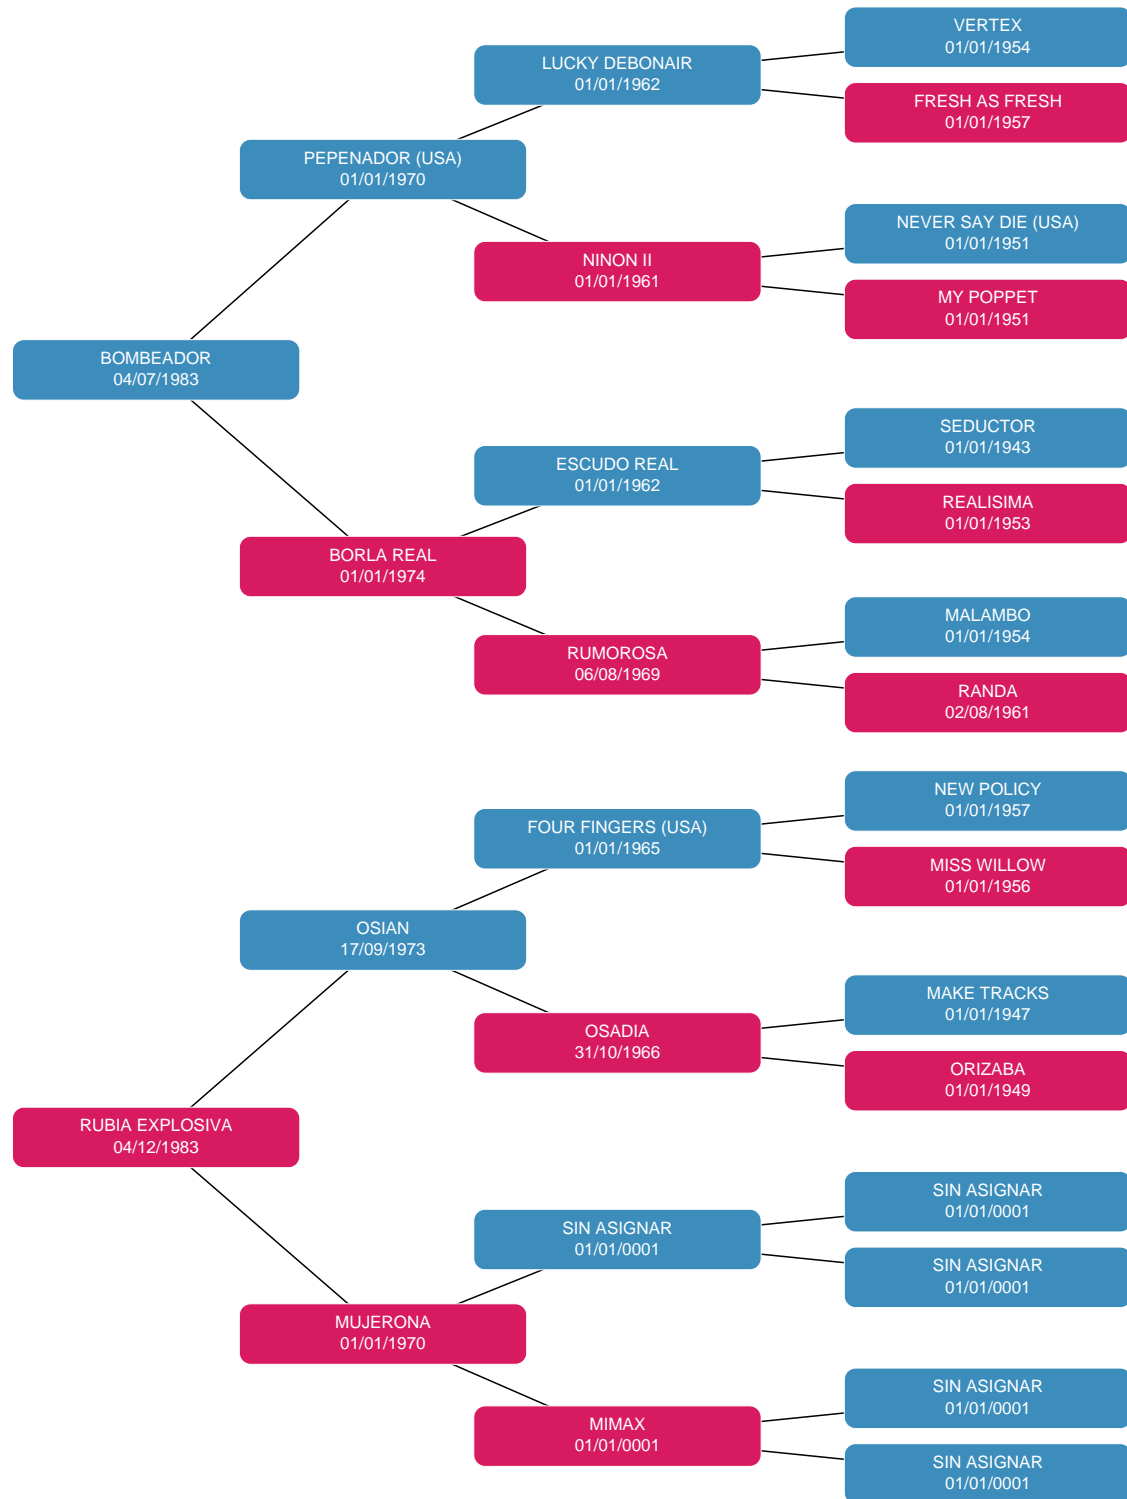 VERTEX
01/01/1954
LUCKY DEBONAIR
01/01/1962
FRESH AS FRESH
01/01/1957
PEPENADOR (USA)
01/01/1970
NEVER SAY DIE (USA)
01/01/1951
NINON II
01/01/1961
MY POPPET
01/01/1951
BOMBEADOR
04/07/1983
SEDUCTOR
01/01/1943
ESCUDO REAL
01/01/1962
REALISIMA
01/01/1953
BORLA REAL
01/01/1974
MALAMBO
01/01/1954
RUMOROSA
06/08/1969
RANDA
02/08/1961
NEW POLICY
01/01/1957
FOUR FINGERS (USA)
01/01/1965
MISS WILLOW
01/01/1956
OSIAN
17/09/1973
MAKE TRACKS
01/01/1947
OSADIA
31/10/1966
ORIZABA
01/01/1949
RUBIA EXPLOSIVA
04/12/1983
SIN ASIGNAR
01/01/0001
SIN ASIGNAR
01/01/0001
SIN ASIGNAR
01/01/0001
MUJERONA
01/01/1970
SIN ASIGNAR
01/01/0001
MIMAX
01/01/0001
SIN ASIGNAR
01/01/0001